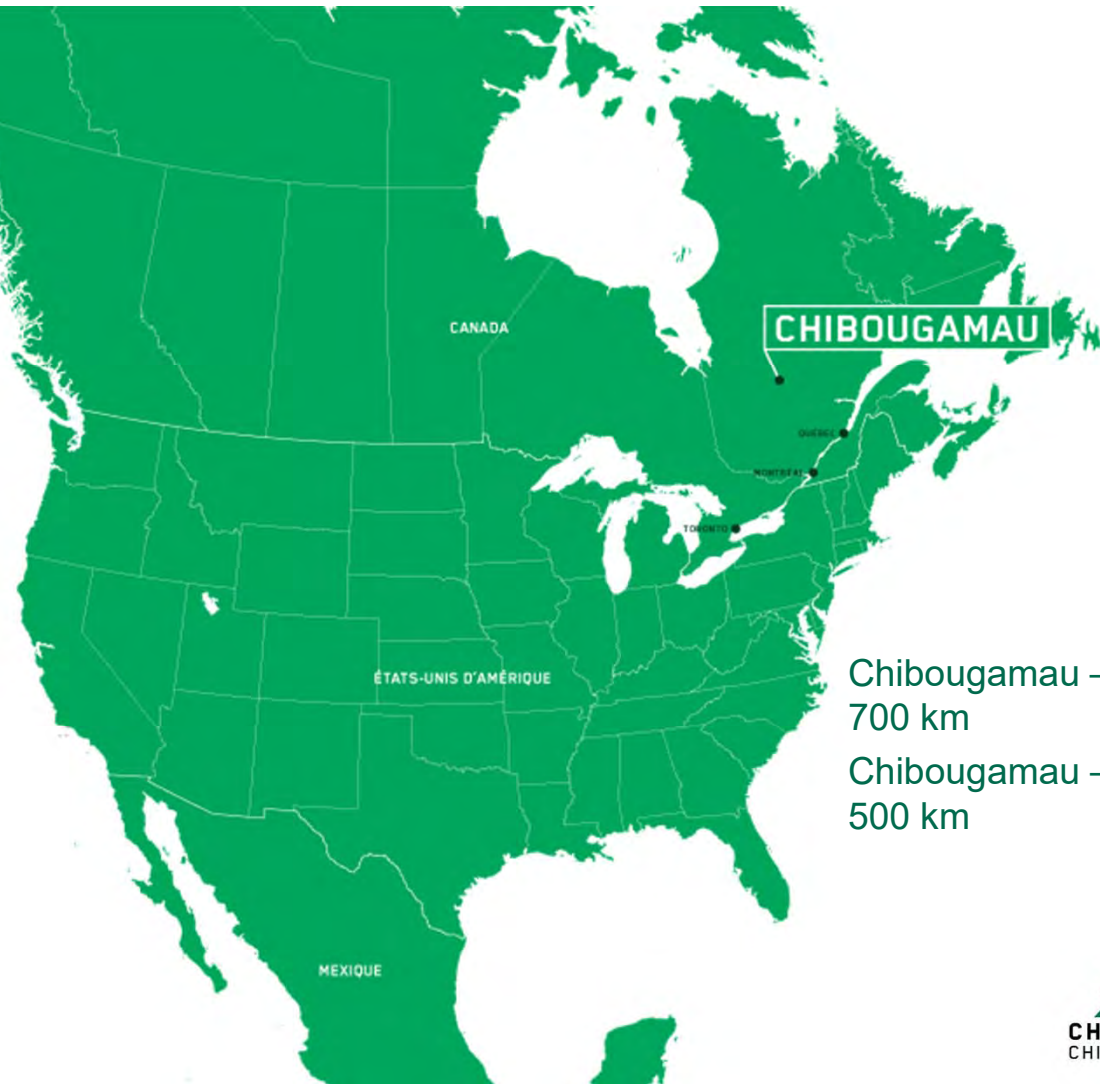 CANADA
CHIBOUGAMAU
QUÉBEC
MONTRÉAL
TORONTO
ÉTATS-UNIS D'AMÉRIQUE
Chibougamau –
700 km
Chibougamau –
500 km
MEXIQUE
CH
CHI